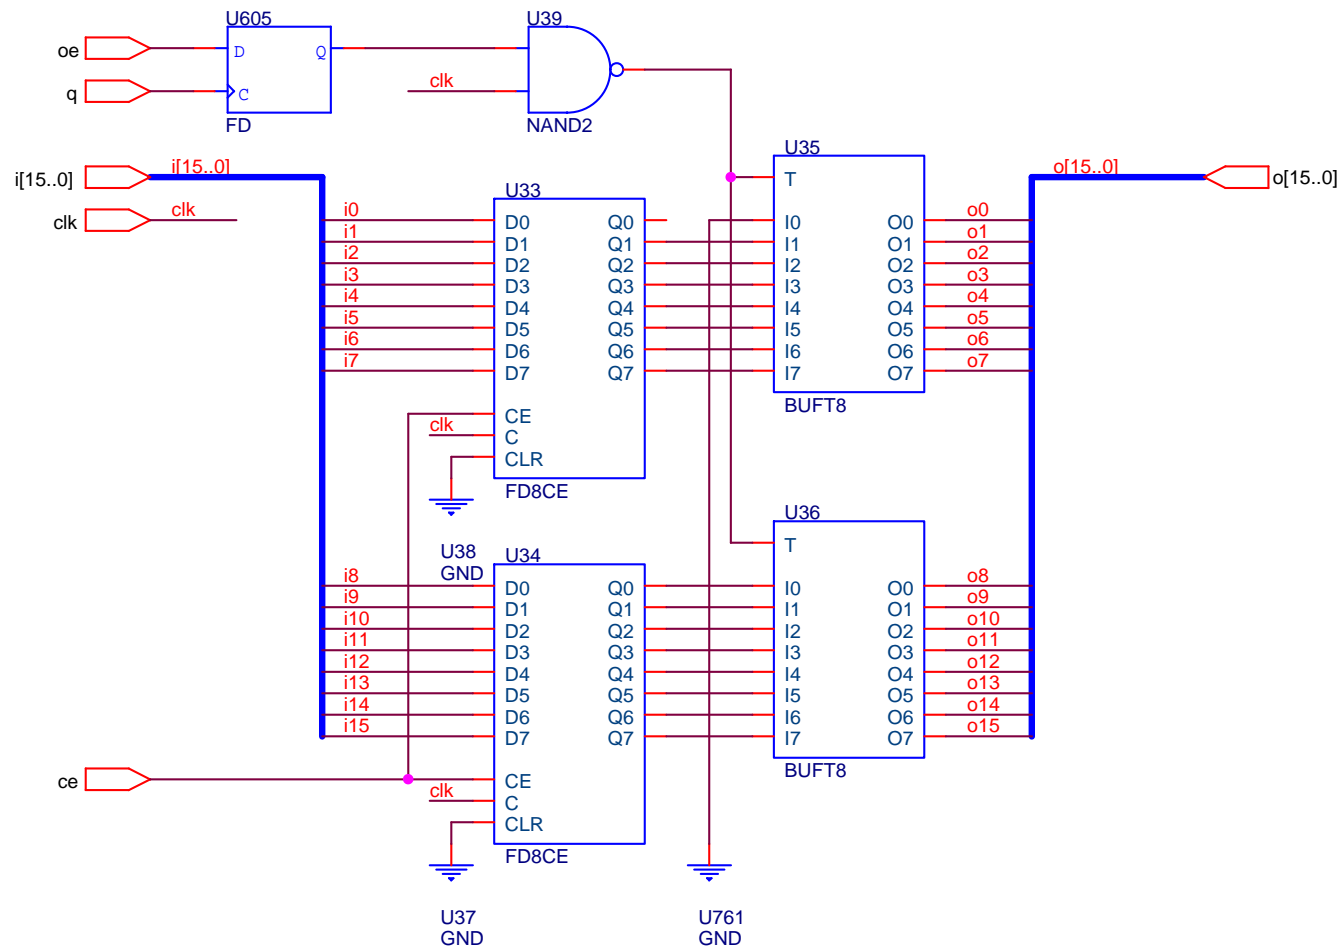 U605
U39
oe
D
Q
clk
q
C
FD
NAND2
U35
i[15..0]
i[15..0]
o[15..0]
o[15..0]
T
U33
clk
clk
i0
D0
Q0
I0
O0
o0
i1
D1
Q1
I1
O1
o1
i2
D2
Q2
I2
O2
o2
i3
D3
Q3
I3
O3
o3
i4
D4
Q4
I4
O4
o4
i5
D5
Q5
I5
O5
o5
i6
D6
Q6
I6
O6
o6
i7
D7
Q7
I7
O7
o7
BUFT8
CE
clk
C
CLR
FD8CE
U36
T
U38
GND
U34
i8
D0
Q0
I0
O0
o8
i9
D1
Q1
I1
O1
o9
i10
D2
Q2
I2
O2
o10
i11
D3
Q3
I3
O3
o11
i12
D4
Q4
I4
O4
o12
i13
D5
Q5
I5
O5
o13
i14
D6
Q6
I6
O6
o14
i15
D7
Q7
I7
O7
o15
BUFT8
ce
CE
clk
C
CLR
FD8CE
U37
GND
U761
GND